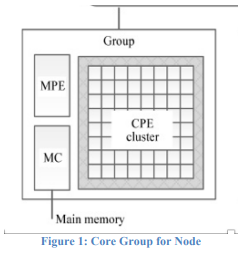 Group
MPE
CPE
cluster
MC
Main memory
Figure 1: Core Group for Node